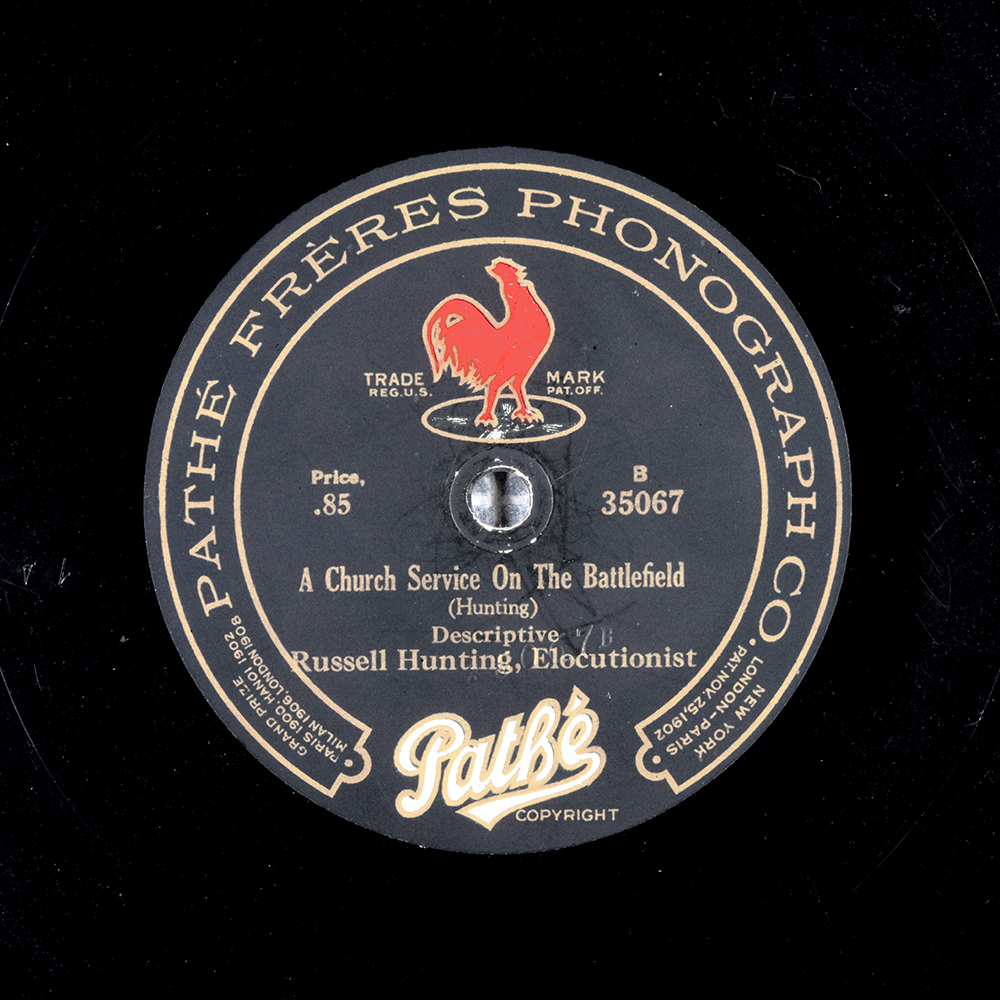 PATHÉ FRÈRES PHONOGRAPH CO.
TRADE MARK
REG.U.S. PAT.OFF.
Price, B
.85 35067
A Church Service On The Battlefield
(Hunting)
Descriptive
Russell Hunting, Elocutionist
GRAND PRIZE
PARIS 1900, HANOI 1902
MILAN 1906, LONDON 1908
NEW YORK
LONDON-PARIS
PAT. NOV. 25, 1902
Pathé
COPYRIGHT